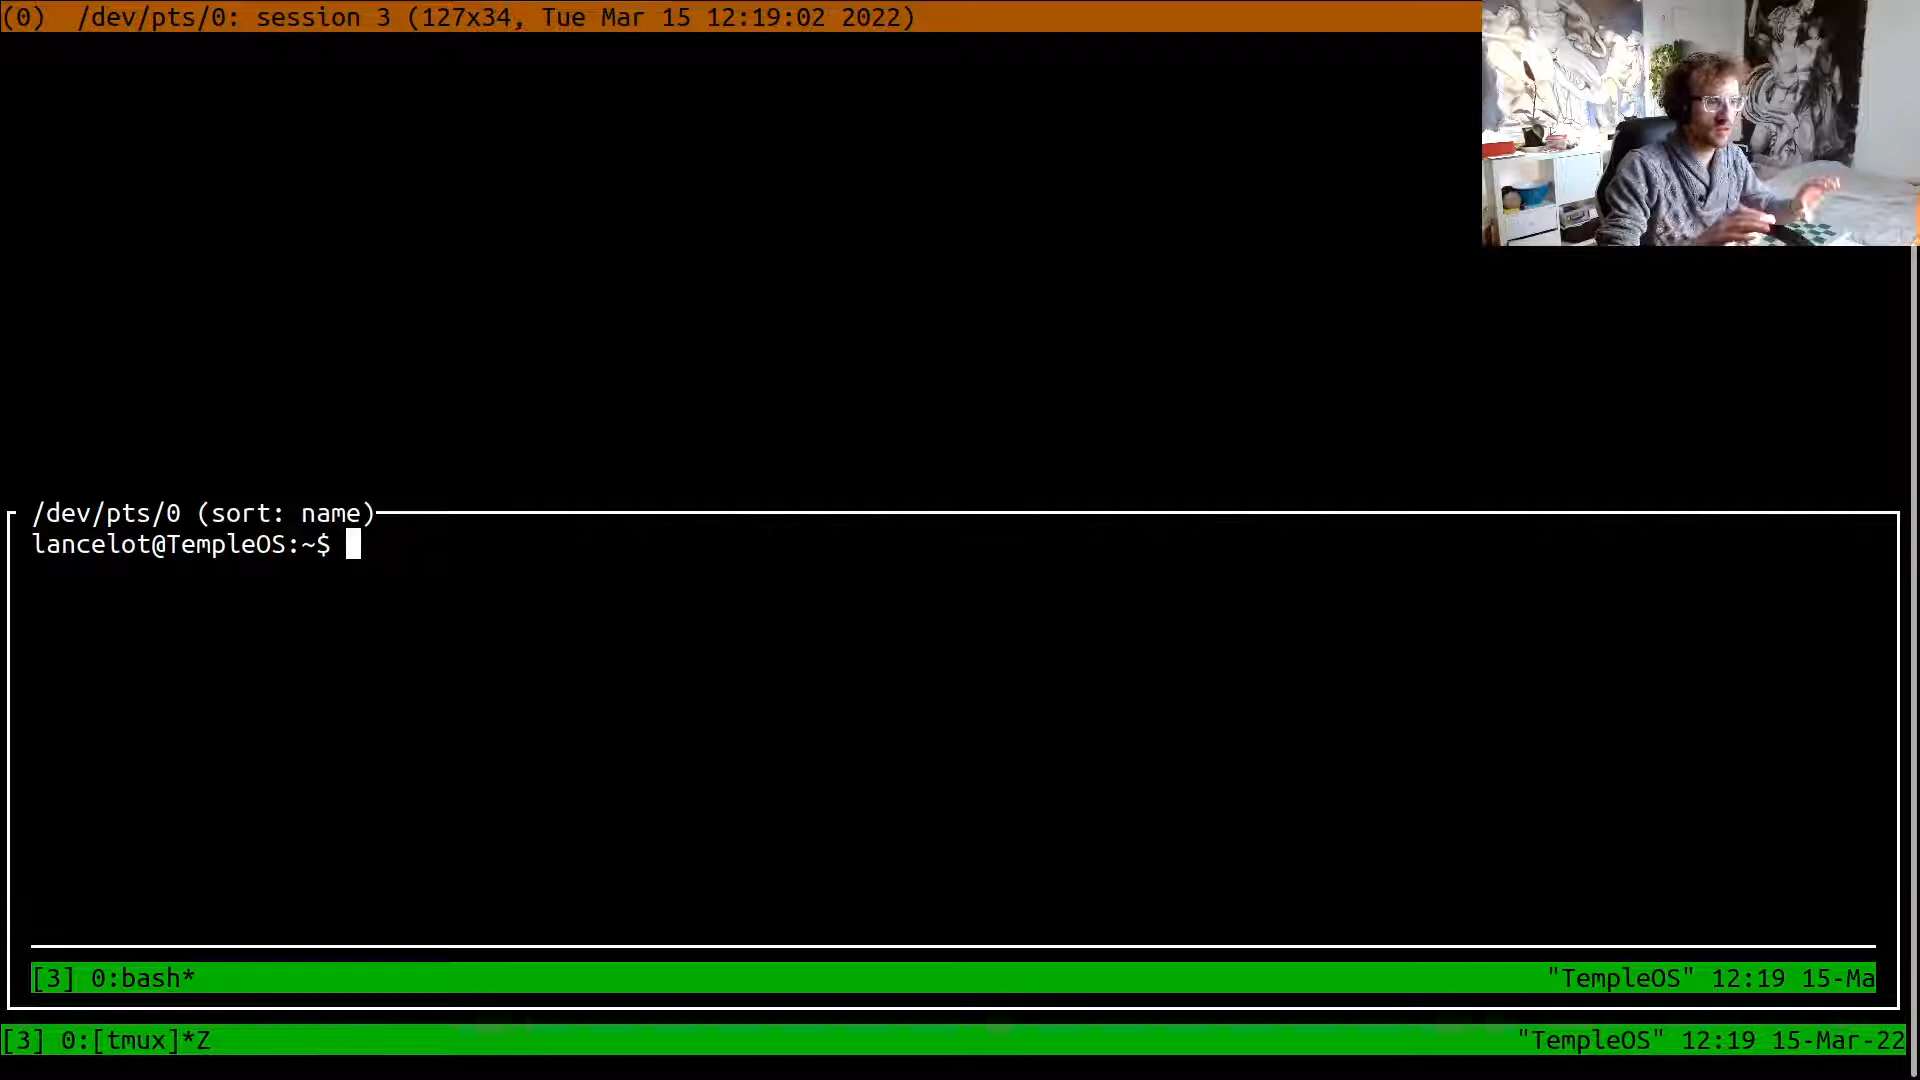 (0)  /dev/pts/0: session 3 (127x34, Tue Mar 15 12:19:02 2022)
/dev/pts/0 (sort: name)
lancelot@TempleOS:~$
[3] 0:bash* "TempleOS" 12:19 15-Ma
[3] 0:[tmux]*Z "TempleOS" 12:19 15-Mar-22